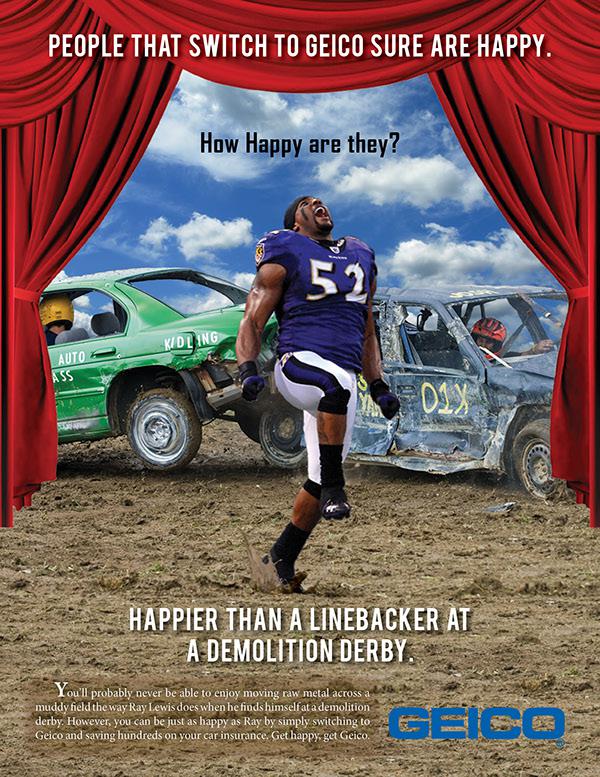 PEOPLE THAT SWITCH TO GEICO SURE ARE HAPPY.
How Happy are they?
RAVENS
52
AUTO
ASS
KIDLING
01X
HAPPIER THAN A LINEBACKER AT
A DEMOLITION DERBY.
You'll probably never be able to enjoy moving raw metal across a
muddy field the way Ray Lewis does when he finds himself at a demolition
derby. However, you can be just as happy as Ray by simply switching to
Geico and saving hundreds on your car insurance. Get happy, get Geico.
GEICO